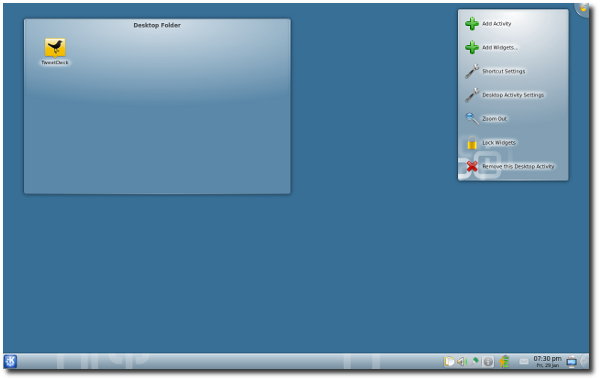 Desktop Folder
TweetDeck
Add Activity
Add Widgets...
Shortcut Settings
Desktop Activity Settings
Zoom Out
Lock Widgets
Remove this Desktop Activity
07:30 pm
Fri, 29 Jan